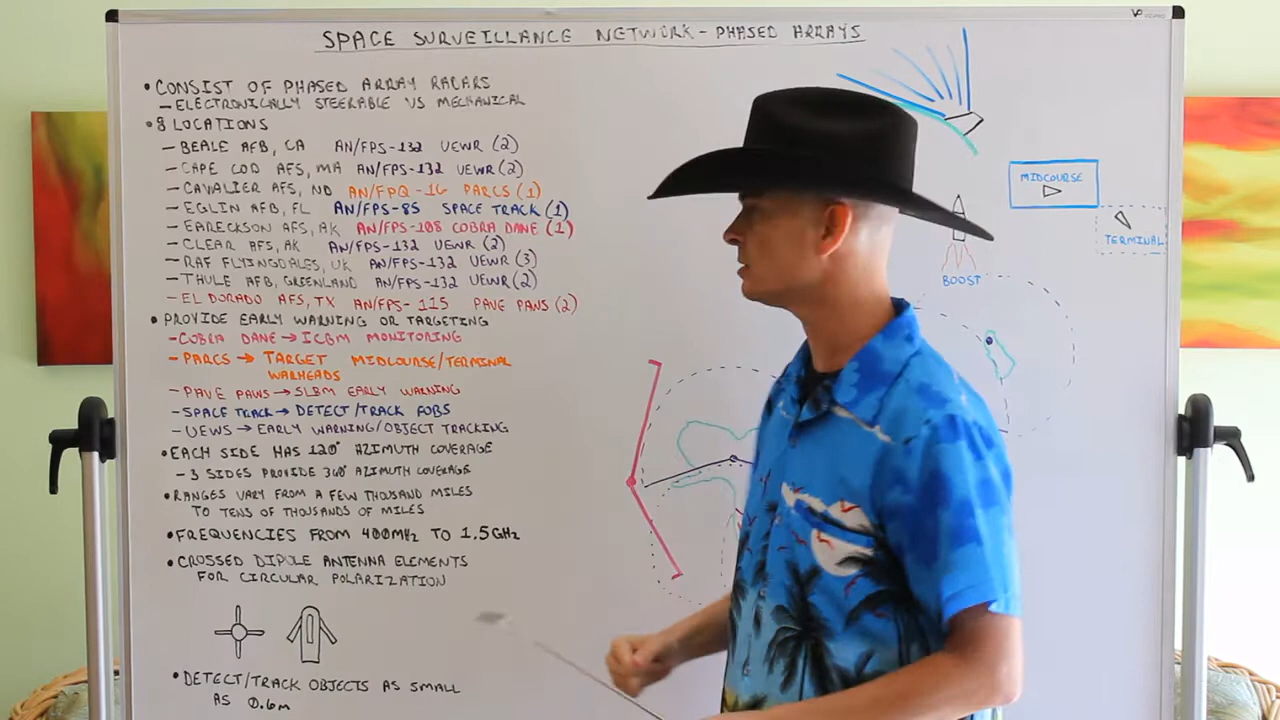 SPACE SURVEILLANCE NETWORK - PHASED ARRAYS
• CONSIST OF PHASED ARRAY RADARS
- ELECTRONICALLY STEERABLE VS MECHANICAL
• 8 LOCATIONS
- BEALE AFB, CA AN/FPS-132 UEWR (2)
- CAPE COD AFS, MA AN/FPS-132 UEWR (2)
- CAVALIER AFS, ND AN/FPQ-16 PARCS (1)
- EGLIN AFB, FL AN/FPS-85 SPACE TRACK (1)
- EARECKSON AFS, AK AN/FPS-108 COBRA DANE (1)
- CLEAR AFS, AK AN/FPS-132 UEWR (2)
- RAF FLYINGDALES, UK AN/FPS-132 UEWR (3)
- THULE AFB, GREENLAND AN/FPS-132 UEWR (2)
- EL DORADO AFS, TX AN/FPS-115 PAVE PAWS (2)
• PROVIDE EARLY WARNING OR TARGETING
- COBRA DANE → ICBM MONITORING
- PARCS → TARGET MIDCOURSE/TERMINAL
WARHEADS
- PAVE PAWS → SLBM EARLY WARNING
- SPACE TRACK → DETECT/TRACK FOBS
- UEWS → EARLY WARNING/OBJECT TRACKING
• EACH SIDE HAS 120° AZIMUTH COVERAGE
- 3 SIDES PROVIDE 360° AZIMUTH COVERAGE
• RANGES VARY FROM A FEW THOUSAND MILES
TO TENS OF THOUSANDS OF MILES
• FREQUENCIES FROM 400MHz TO 1.5GHz
• CROSSED DIPOLE ANTENNA ELEMENTS
FOR CIRCULAR POLARIZATION
• DETECT/TRACK OBJECTS AS SMALL
AS 0.6m
MIDCOURSE
TERMINAL
BOOST